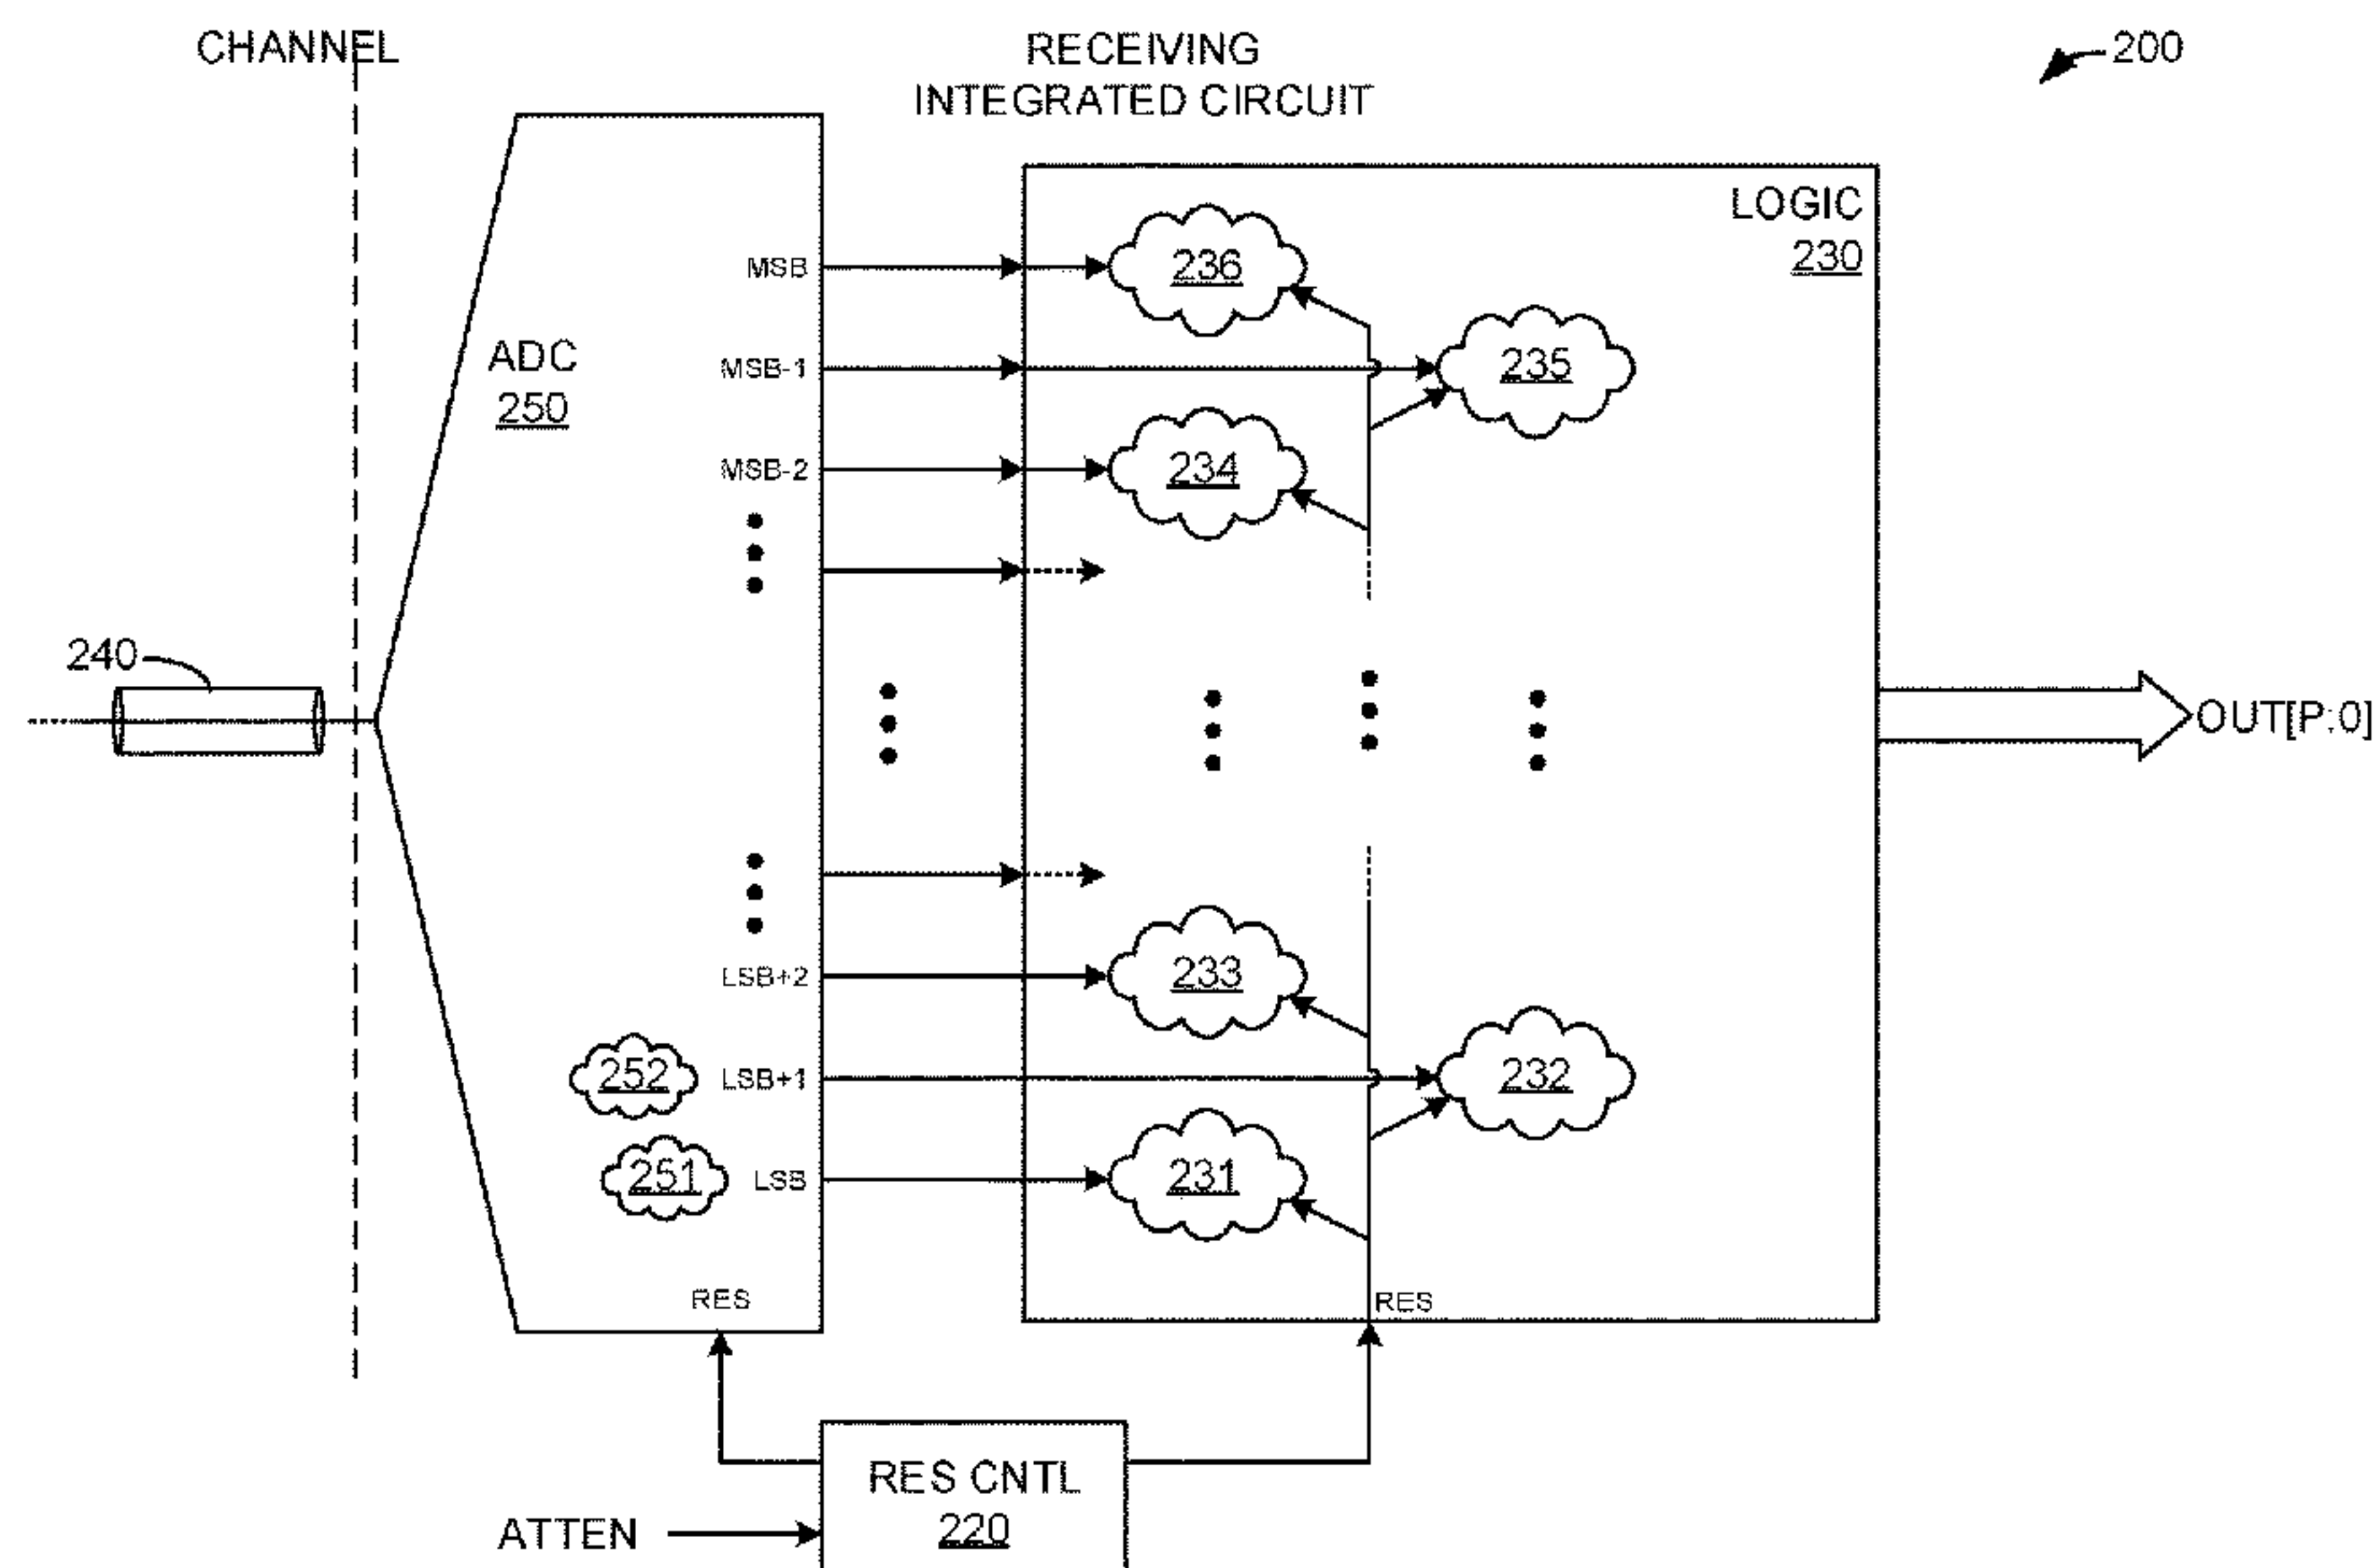 CHANNEL
RECEIVING
INTEGRATED CIRCUIT
200
LOGIC
230
MSB
236
ADC
250
MSB-1
235
MSB-2
234
240
OUT[P:0]
LSB+2
233
252
LSB+1
232
251
LSB
231
RES
RES
RES CNTL
220
ATTEN